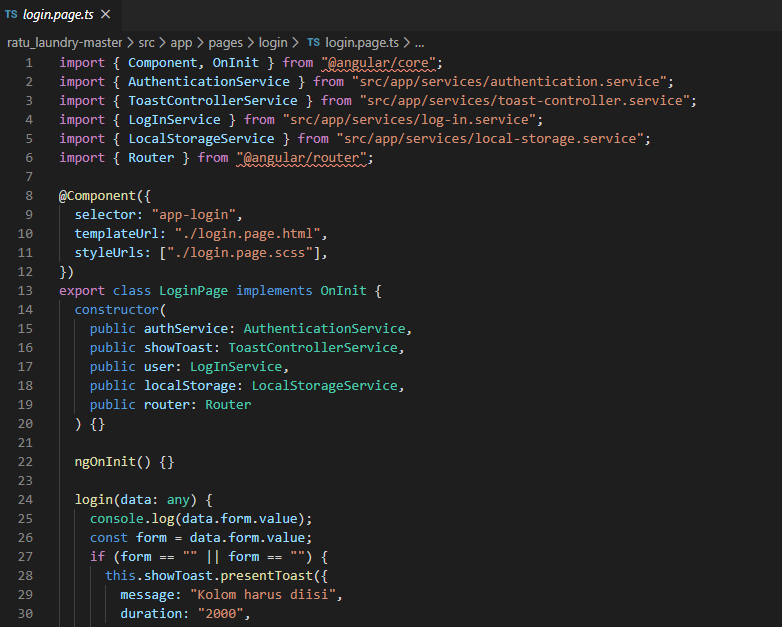 TS login.page.ts ×
ratu_laundry-master > src > app > pages > login > TS login.page.ts > ...
1 import { Component, OnInit } from "@angular/core";
2 import { AuthenticationService } from "src/app/services/authentication.service";
3 import { ToastControllerService } from "src/app/services/toast-controller.service";
4 import { LogInService } from "src/app/services/log-in.service";
5 import { LocalStorageService } from "src/app/services/local-storage.service";
6 import { Router } from "@angular/router";
7
8 @Component({
9   selector: "app-login",
10   templateUrl: "./login.page.html",
11   styleUrls: ["./login.page.scss"],
12 })
13 export class LoginPage implements OnInit {
14   constructor(
15     public authService: AuthenticationService,
16     public showToast: ToastControllerService,
17     public user: LogInService,
18     public localStorage: LocalStorageService,
19     public router: Router
20   ) {}
21
22   ngOnInit() {}
23
24   login(data: any) {
25     console.log(data.form.value);
26     const form = data.form.value;
27     if (form == "" || form == "") {
28       this.showToast.presentToast({
29         message: "Kolom harus diisi",
30         duration: "2000",